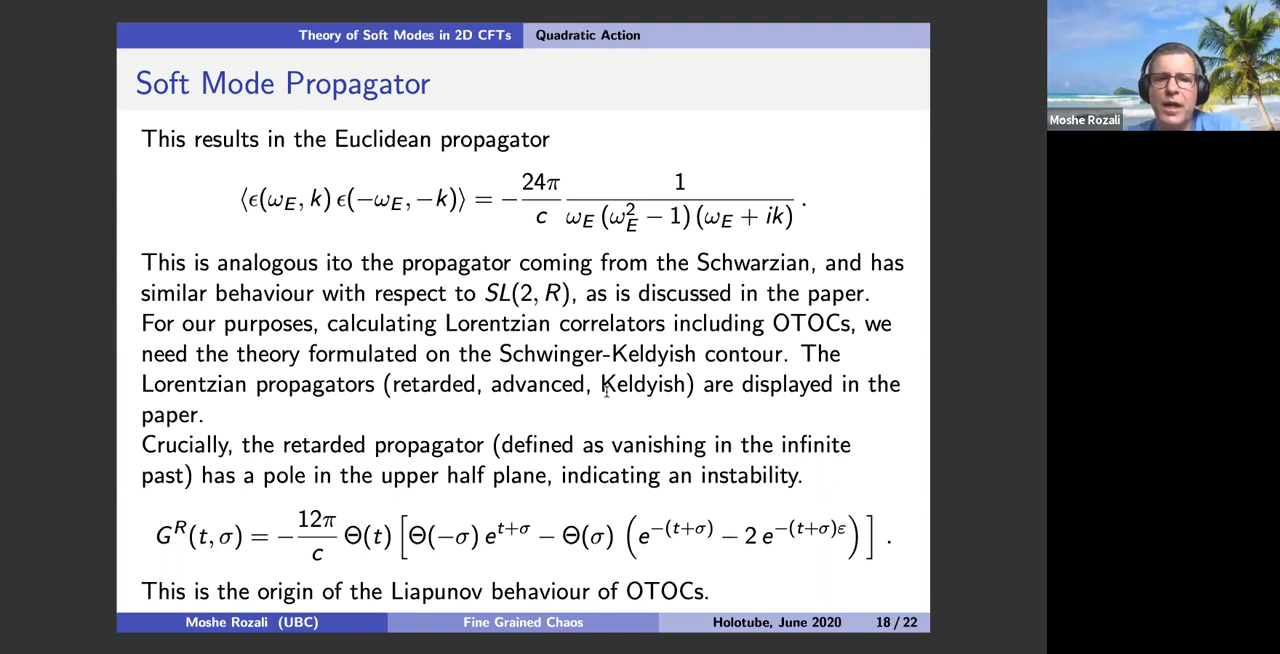 Theory of Soft Modes in 2D CFTs Quadratic Action
Soft Mode Propagator
This results in the Euclidean propagator
⟨ϵ(ω_E, k) ϵ(−ω_E, −k)⟩ = − 24π/c 1/(ω_E (ω_E^2 − 1)(ω_E + ik)) .
This is analogous ito the propagator coming from the Schwarzian, and has
similar behaviour with respect to SL(2, R), as is discussed in the paper.
For our purposes, calculating Lorentzian correlators including OTOCs, we
need the theory formulated on the Schwinger-Keldyish contour. The
Lorentzian propagators (retarded, advanced, Keldyish) are displayed in the
paper.
Crucially, the retarded propagator (defined as vanishing in the infinite
past) has a pole in the upper half plane, indicating an instability.
G^R(t, σ) = − 12π/c Θ(t) [Θ(−σ) e^{t+σ} − Θ(σ) (e^{−(t+σ)} − 2 e^{−(t+σ)ε})] .
This is the origin of the Liapunov behaviour of OTOCs.
Moshe Rozali (UBC) Fine Grained Chaos Holotube, June 2020 18 / 22
Moshe Rozali